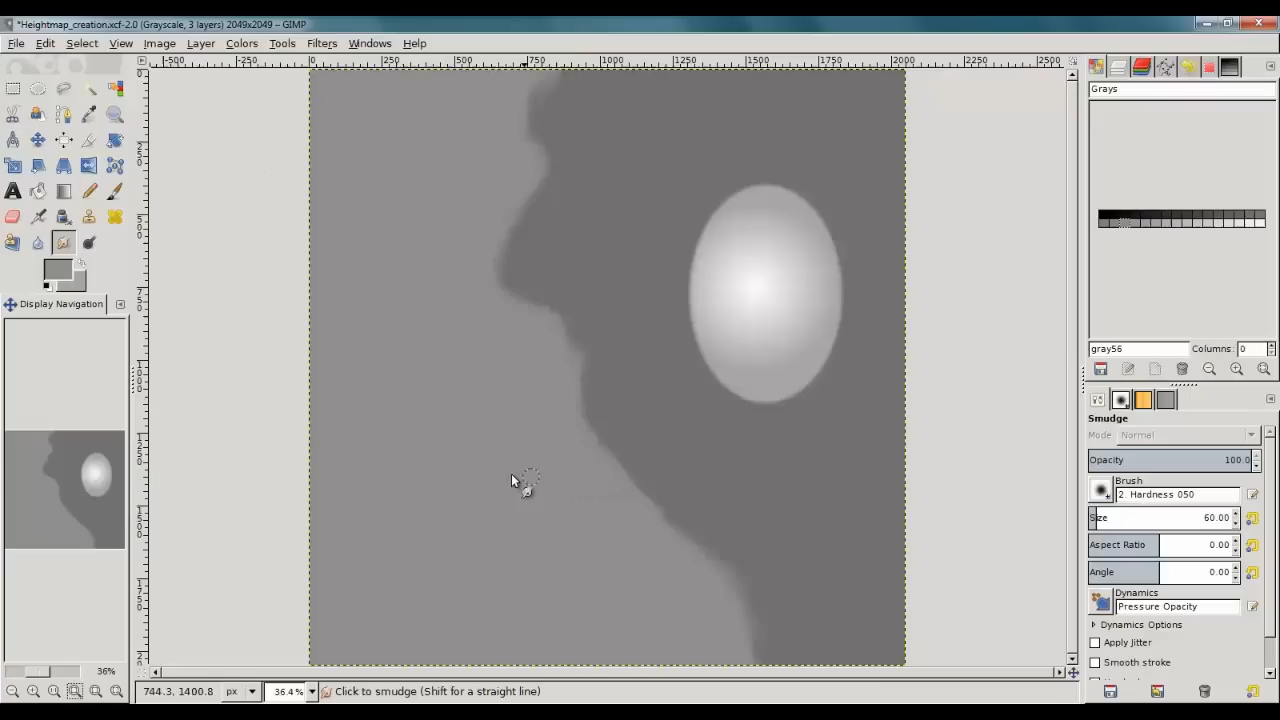 *Heightmap_creation.xcf-2.0 (Grayscale, 3 layers) 2049x2049 – GIMP
File Edit Select View Image Layer Colors Tools Filters Windows Help
-500 -250 0 250 500 750 1000 1250 1500 1750 2000 2500
Grays
Display Navigation
gray56 Columns: 0
Smudge
Mode Normal
Opacity 100.0
Brush
2. Hardness 050
Size 60.00
Aspect Ratio 0.00
Angle 0.00
Dynamics
Pressure Opacity
Dynamics Options
Apply Jitter
Smooth stroke
36%
744.3, 1400.8 px 36.4% Click to smudge (Shift for a straight line)